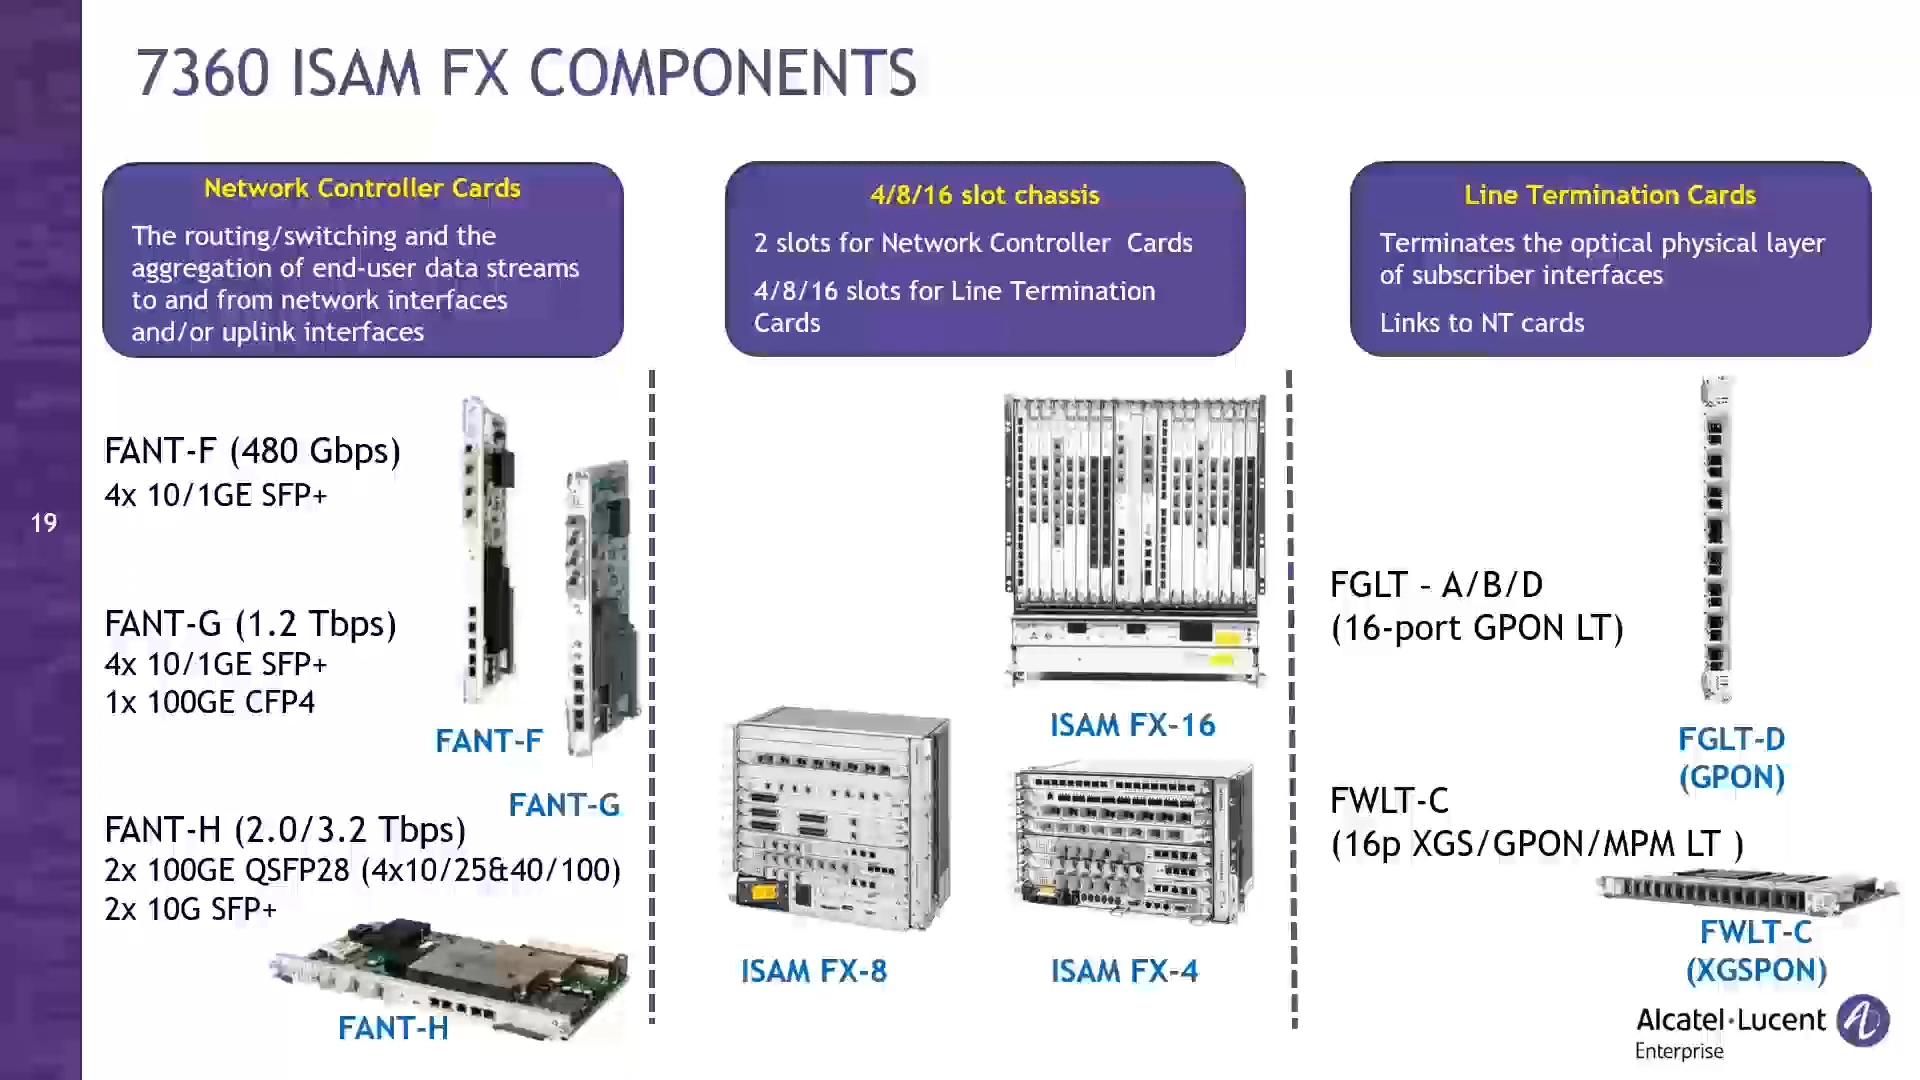 7360 ISAM FX COMPONENTS
Network Controller Cards
The routing/switching and the
aggregation of end-user data streams
to and from network interfaces
and/or uplink interfaces
4/8/16 slot chassis
2 slots for Network Controller Cards
4/8/16 slots for Line Termination
Cards
Line Termination Cards
Terminates the optical physical layer
of subscriber interfaces
Links to NT cards
19
FANT-F (480 Gbps)
4x 10/1GE SFP+
FANT-G (1.2 Tbps)
4x 10/1GE SFP+
1x 100GE CFP4
FANT-F
FANT-G
FANT-H (2.0/3.2 Tbps)
2x 100GE QSFP28 (4x10/25&40/100)
2x 10G SFP+
FANT-H
ISAM FX-16
ISAM FX-8
ISAM FX-4
FGLT - A/B/D
(16-port GPON LT)
FGLT-D
(GPON)
FWLT-C
(16p XGS/GPON/MPM LT )
FWLT-C
(XGSPON)
Alcatel·Lucent
Enterprise